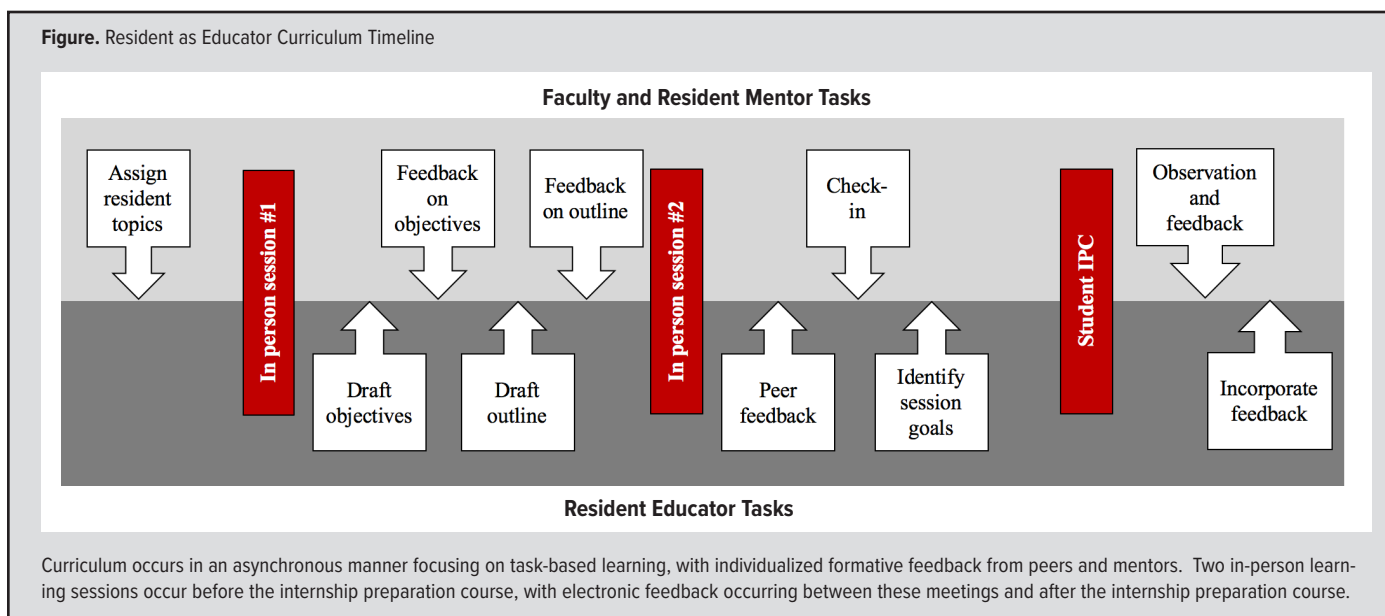 Figure. Resident as Educator Curriculum Timeline
Faculty and Resident Mentor Tasks
Assign
resident
topics
In person session #1
Feedback
on
objectives
Feedback
on outline
In person session #2
Check-
in
Student IPC
Observation
and
feedback
Draft
objectives
Draft
outline
Peer
feedback
Identify
session
goals
Incorporate
feedback
Resident Educator Tasks
Curriculum occurs in an asynchronous manner focusing on task-based learning, with individualized formative feedback from peers and mentors. Two in-person learn-
ing sessions occur before the internship preparation course, with electronic feedback occurring between these meetings and after the internship preparation course.